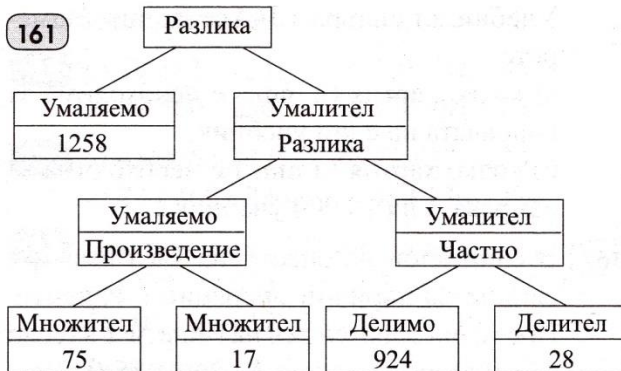 161
Разлика
Умаляемо
1258
Умалител
Разлика
Умаляемо
Произведение
Умалител
Частно
Множител
75
Множител
17
Делимо
924
Делител
28